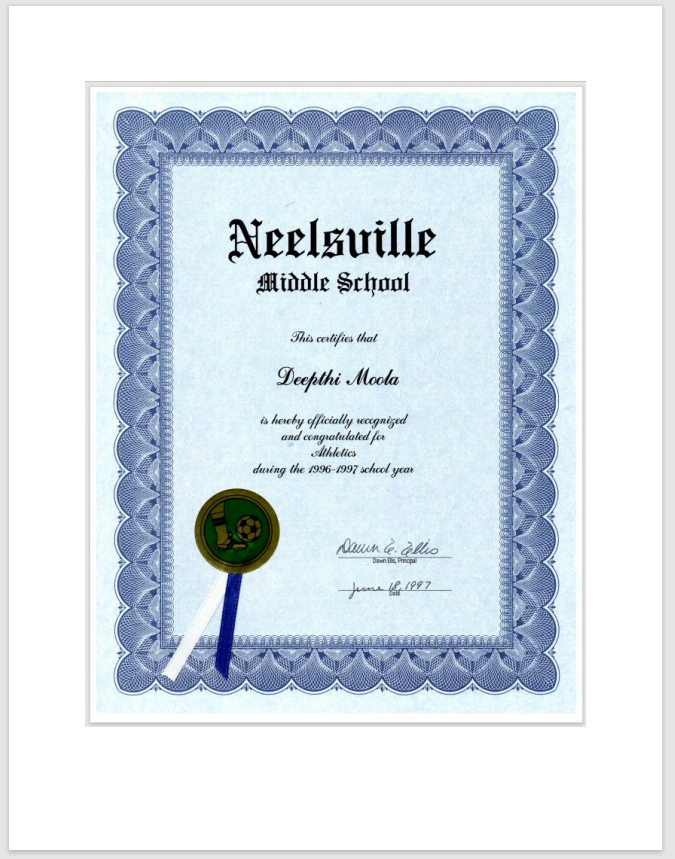 Neelsville
Middle School
This certifies that
Deepthi Moola
is hereby officially recognized
and congratulated for
Athletics
during the 1996-1997 school year
Dawn E. Ellis
Dawn Ellis, Principal
June 18, 1997
Date